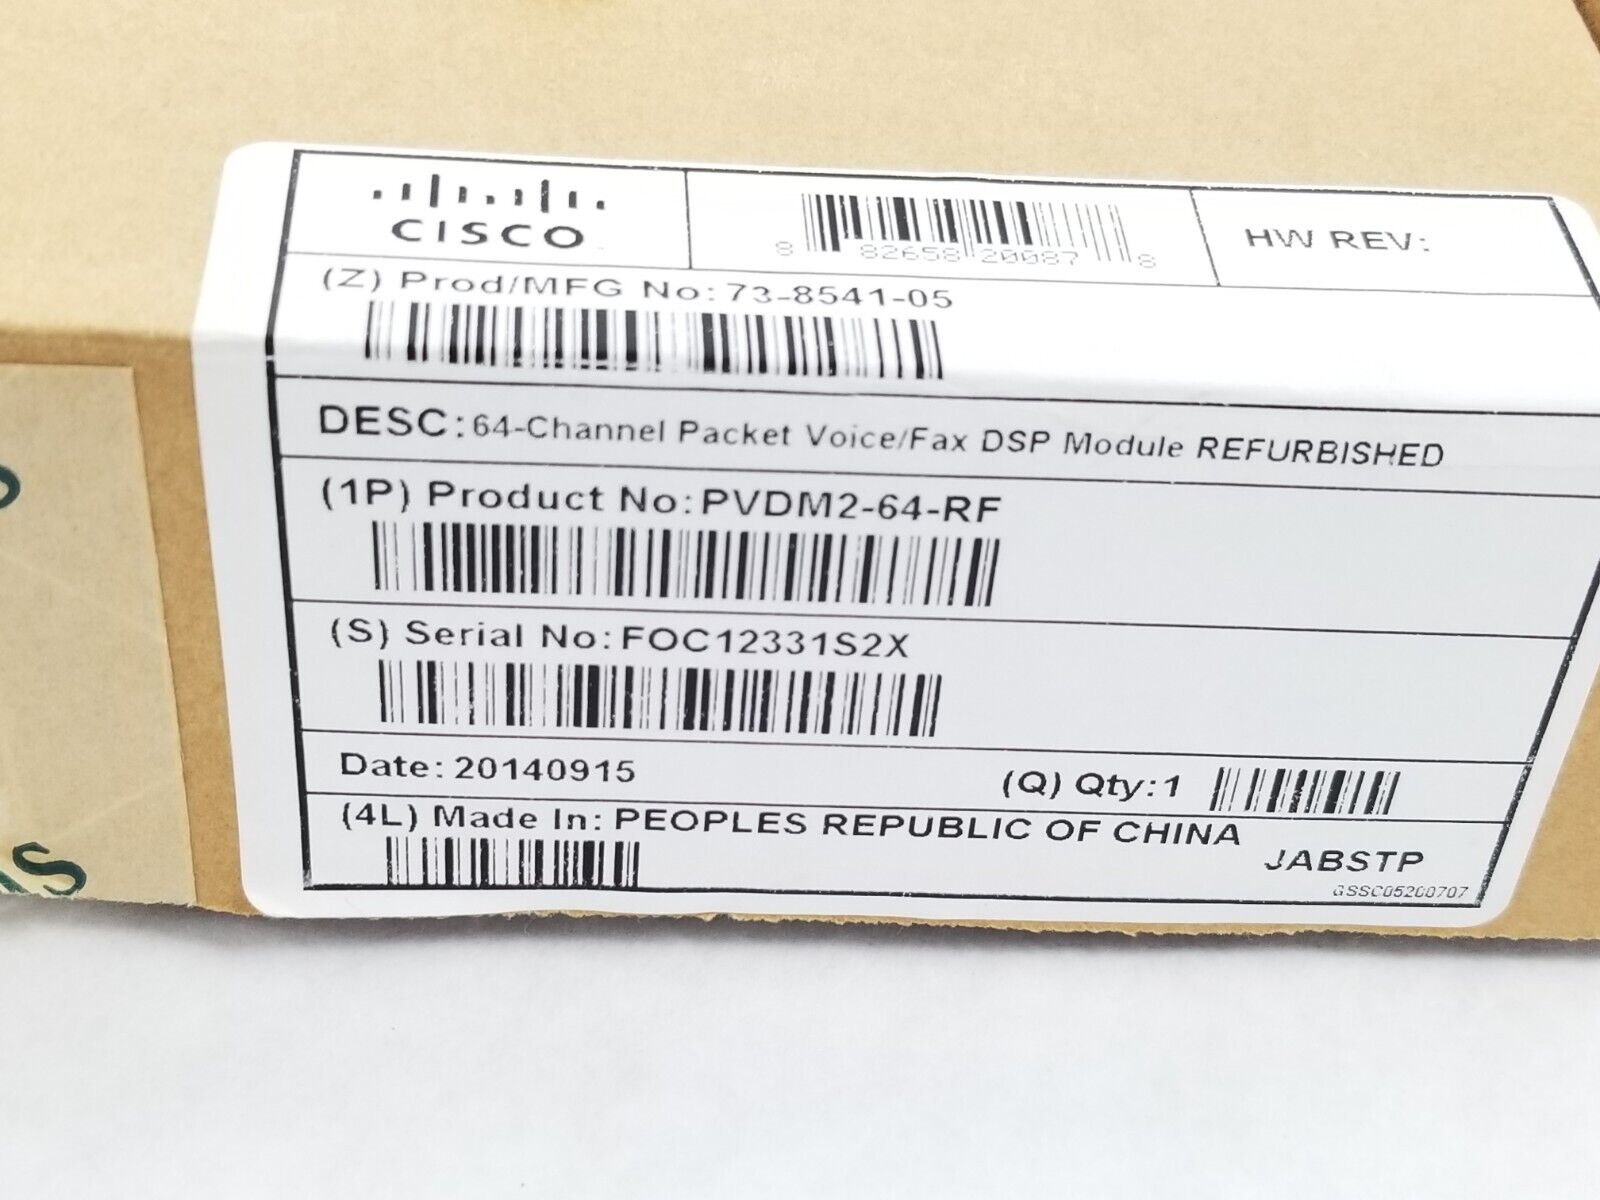 CISCO
8 82658 20087 8
HW REV:
(Z) Prod/MFG No: 73-8541-05
DESC: 64-Channel Packet Voice/Fax DSP Module REFURBISHED
(1P) Product No: PVDM2-64-RF
(S) Serial No: FOC12331S2X
Date: 20140915
(Q) Qty: 1
(4L) Made In: PEOPLES REPUBLIC OF CHINA
JABSTP
GSSC05200707